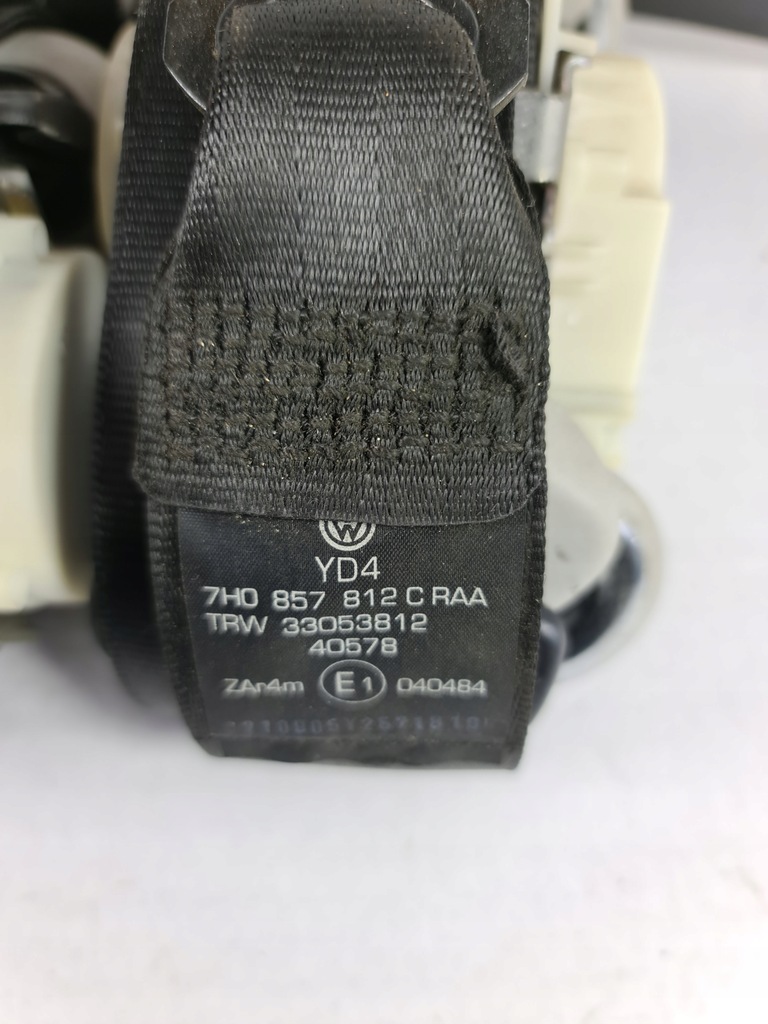 YD4
7H0 857 812 C RAA
TRW 33053812
40578
ZAr4m E1 040484